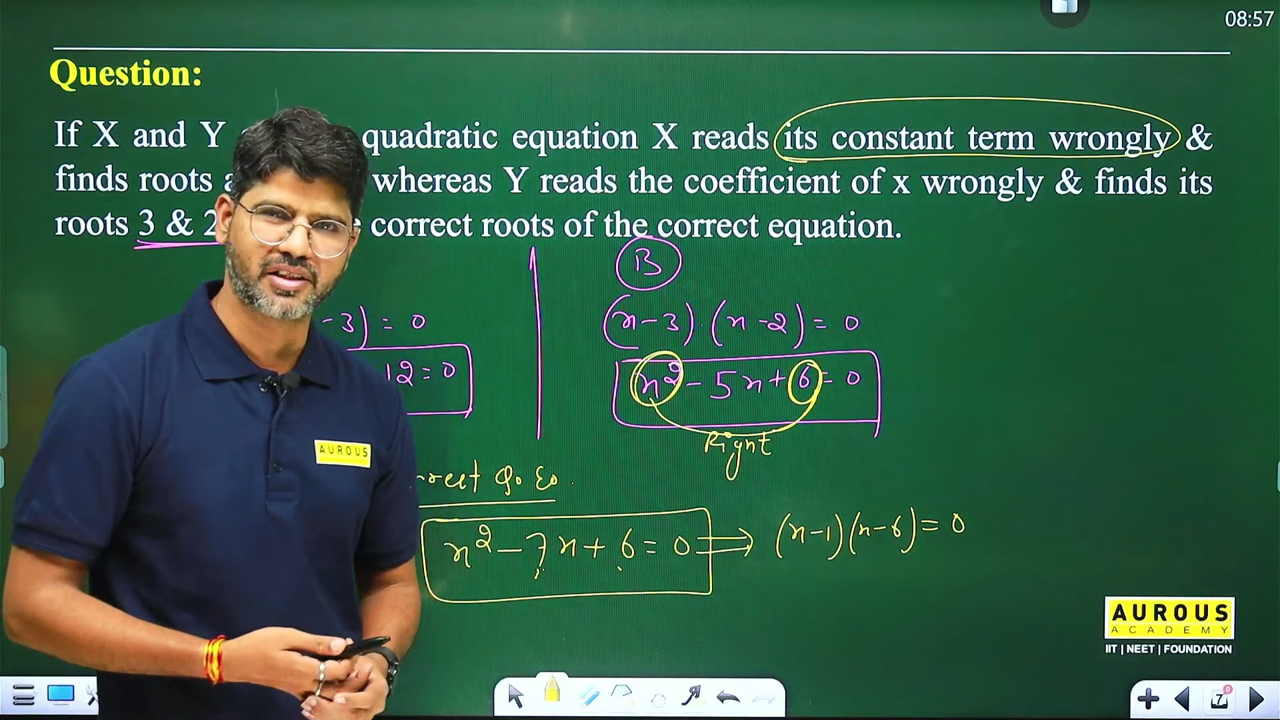 08:57
Question:
If X and Y quadratic equation X reads its constant term wrongly &
finds roots whereas Y reads the coefficient of x wrongly & finds its
roots 3 & 2 correct roots of the correct equation.
B
-3) = 0
(x-3).(x-2) = 0
12=0
x²-5x+6=0
Right
rrect Q. Eq.
x²-7x+6=0 ⇒ (x-1)(x-6)=0
AUROUS
AUROUS
ACADEMY
IIT | NEET | FOUNDATION
7